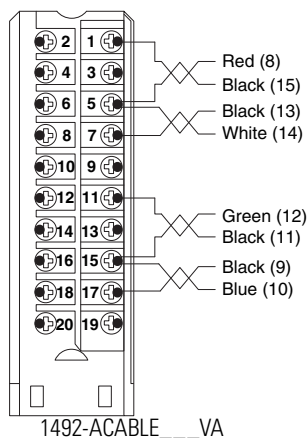 2 1
4 3
6 5
8 7
10 9
12 11
14 13
16 15
18 17
20 19
Red (8)
Black (15)
Black (13)
White (14)
Green (12)
Black (11)
Black (9)
Blue (10)
1492-ACABLE___VA